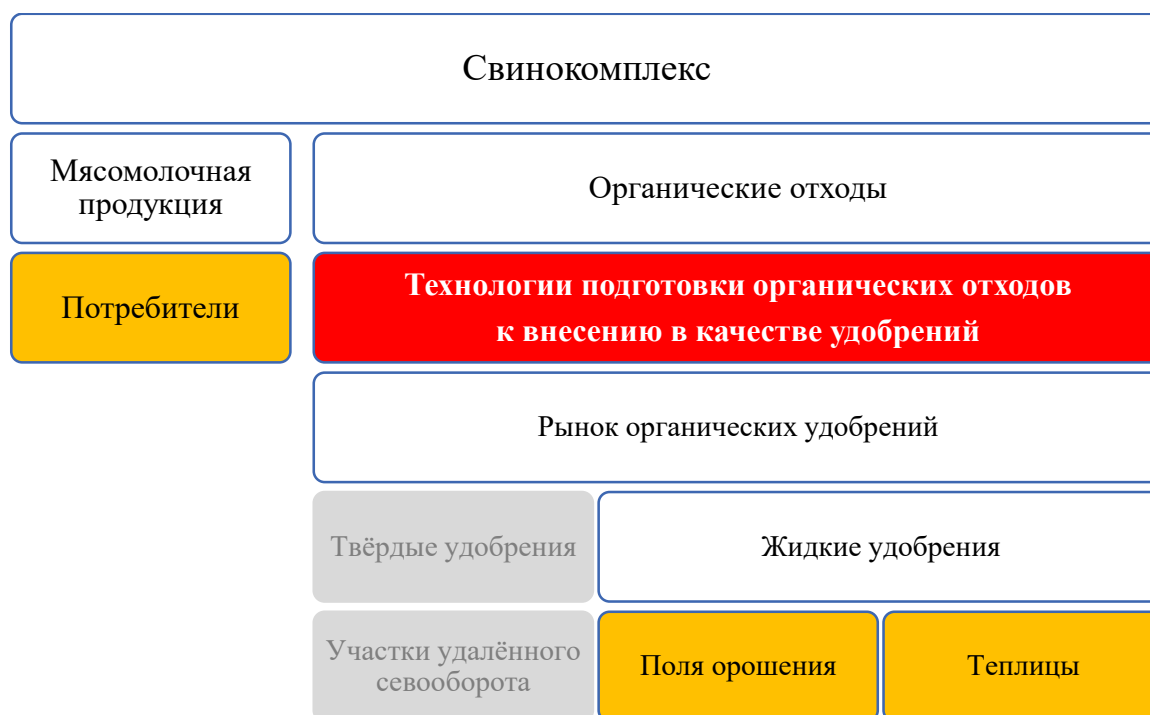 Свинокомплекс
Мясомолочная
продукция
Органические отходы
Потребители
Технологии подготовки органических отходов
к внесению в качестве удобрений
Рынок органических удобрений
Твёрдые удобрения
Жидкие удобрения
Участки удалённого
севооборота
Поля орошения
Теплицы